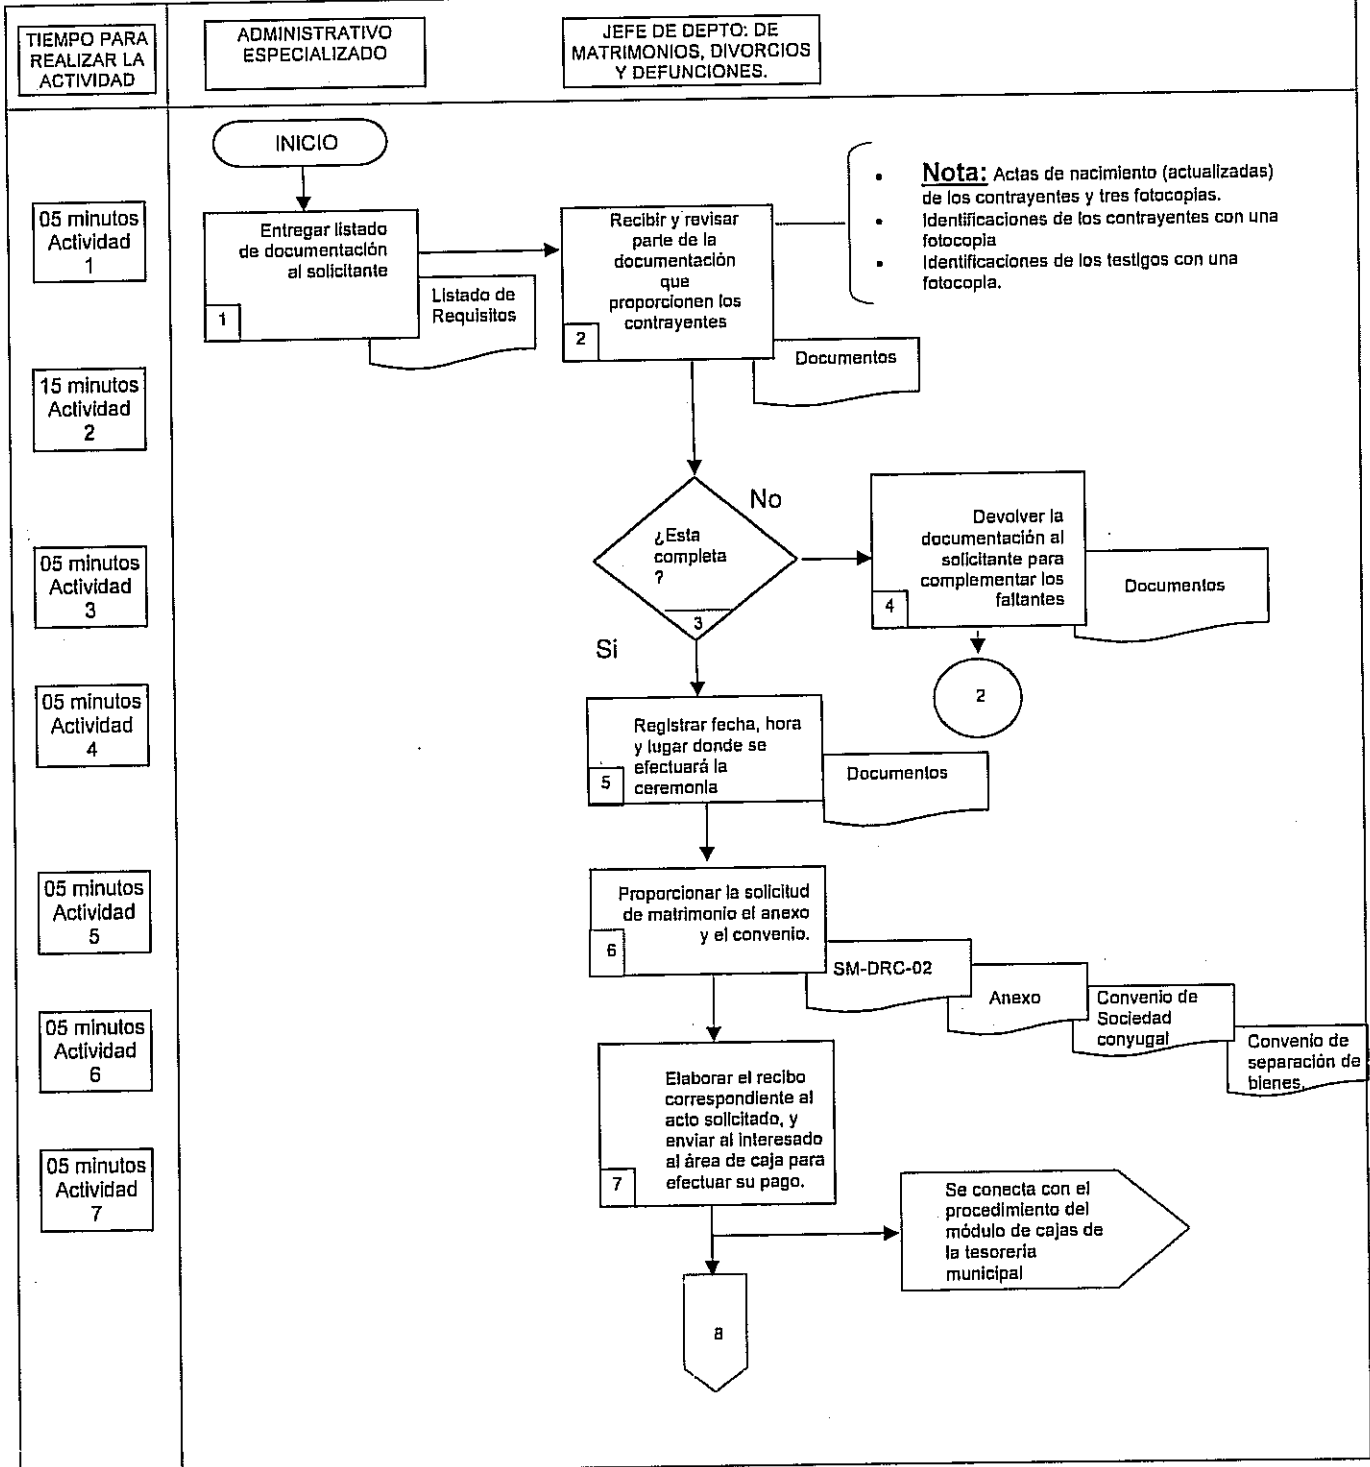 TIEMPO PARA
REALIZAR LA
ACTIVIDAD
ADMINISTRATIVO
ESPECIALIZADO
JEFE DE DEPTO: DE
MATRIMONIOS, DIVORCIOS
Y DEFUNCIONES.
INICIO
05 minutos
Actividad
1
Entregar listado
de documentación
al solicitante
1
Listado de
Requisitos
Recibir y revisar
parte de la
documentación
que
proporcionen los
contrayentes
2
Documentos
• Nota: Actas de nacimiento (actualizadas)
de los contrayentes y tres fotocopias.
• Identificaciones de los contrayentes con una
fotocopia
• Identificaciones de los testigos con una
fotocopia.
15 minutos
Actividad
2
¿Esta
completa
?
3
No
Si
05 minutos
Actividad
3
Devolver la
documentación al
solicitante para
complementar los
faltantes
4
Documentos
2
05 minutos
Actividad
4
Registrar fecha, hora
y lugar donde se
efectuará la
ceremonia
5
Documentos
05 minutos
Actividad
5
Proporcionar la solicitud
de matrimonio el anexo
y el convenio.
6
SM-DRC-02
Anexo
Convenio de
Sociedad
conyugal
Convenio de
separación de
bienes.
05 minutos
Actividad
6
Elaborar el recibo
correspondiente al
acto solicitado, y
enviar al interesado
al área de caja para
efectuar su pago.
7
05 minutos
Actividad
7
Se conecta con el
procedimiento del
módulo de cajas de
la tesorería
municipal
a